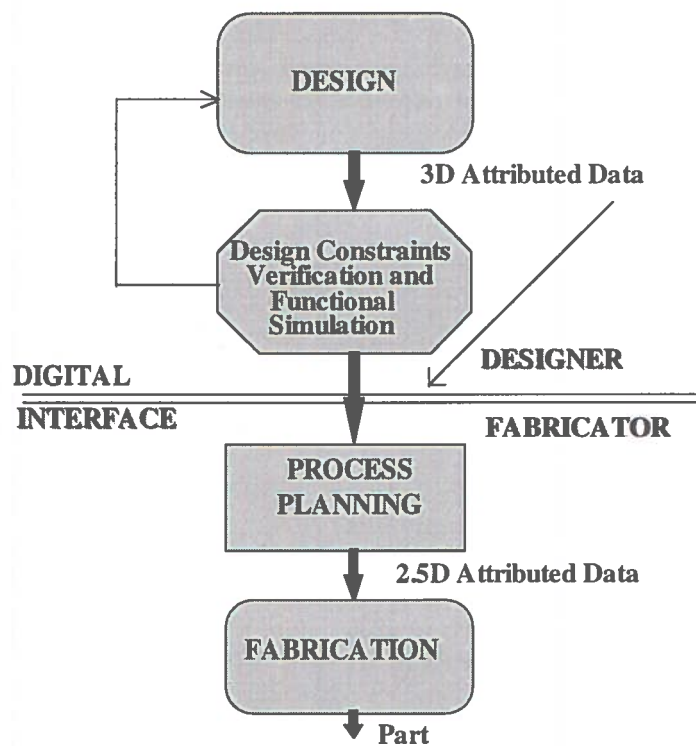 DESIGN
3D Attributed Data
Design Constraints
Verification and
Functional
Simulation
DESIGNER
DIGITAL
INTERFACE
FABRICATOR
PROCESS
PLANNING
2.5D Attributed Data
FABRICATION
Part